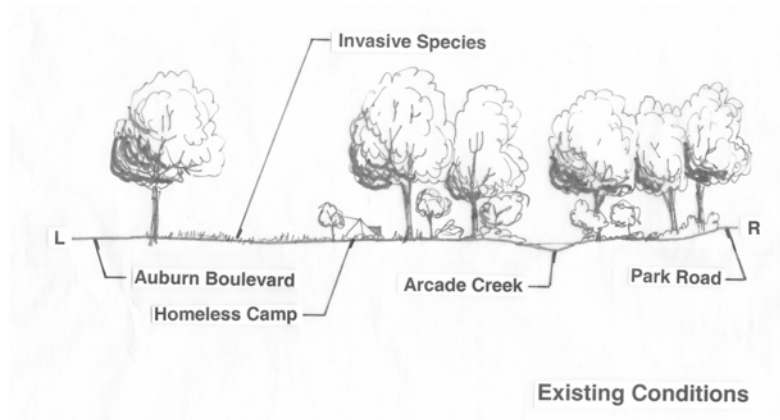 Invasive Species
L
R
Auburn Boulevard
Arcade Creek
Park Road
Homeless Camp
Existing Conditions